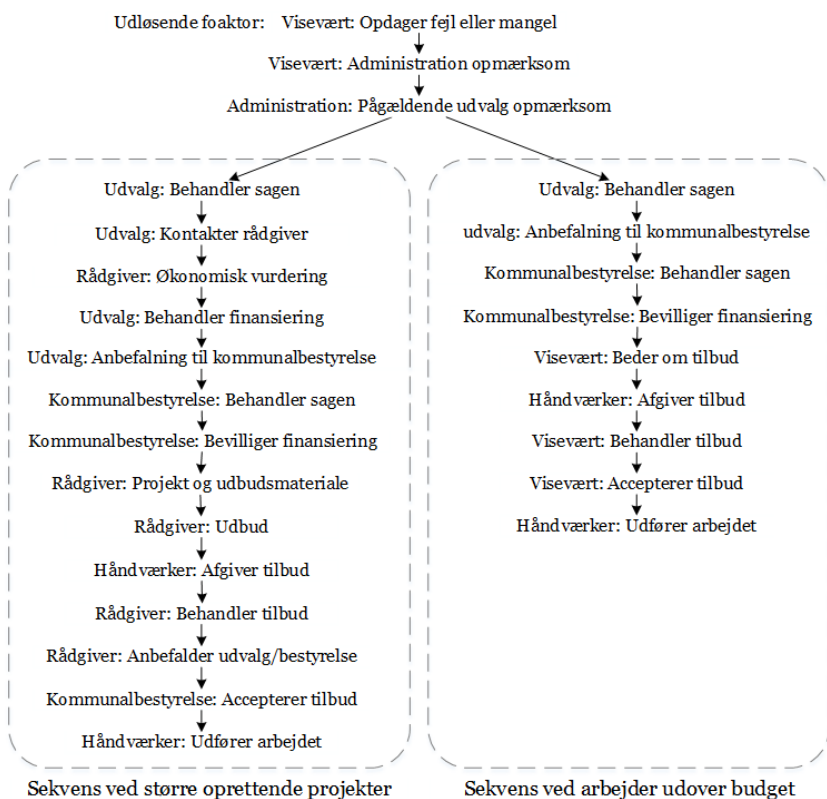 Udløsende foaktor: Visevært: Opdager fejl eller mangel
Visevært: Administration opmærksom
Administration: Pågældende udvalg opmærksom
Udvalg: Behandler sagen
Udvalg: Kontakter rådgiver
Rådgiver: Økonomisk vurdering
Udvalg: Behandler finansiering
Udvalg: Anbefalning til kommunalbestyrelse
Kommunalbestyrelse: Behandler sagen
Kommunalbestyrelse: Bevilliger finansiering
Rådgiver: Projekt og udbudsmateriale
Rådgiver: Udbud
Håndværker: Afgiver tilbud
Rådgiver: Behandler tilbud
Rådgiver: Anbefalder udvalg/bestyrelse
Kommunalbestyrelse: Accepterer tilbud
Håndværker: Udfører arbejdet
Sekvens ved større oprettende projekter
Udvalg: Behandler sagen
udvalg: Anbefalning til kommunalbestyrelse
Kommunalbestyrelse: Behandler sagen
Kommunalbestyrelse: Bevilliger finansiering
Visevært: Beder om tilbud
Håndværker: Afgiver tilbud
Visevært: Behandler tilbud
Visevært: Accepterer tilbud
Håndværker: Udfører arbejdet
Sekvens ved arbejder udover budget